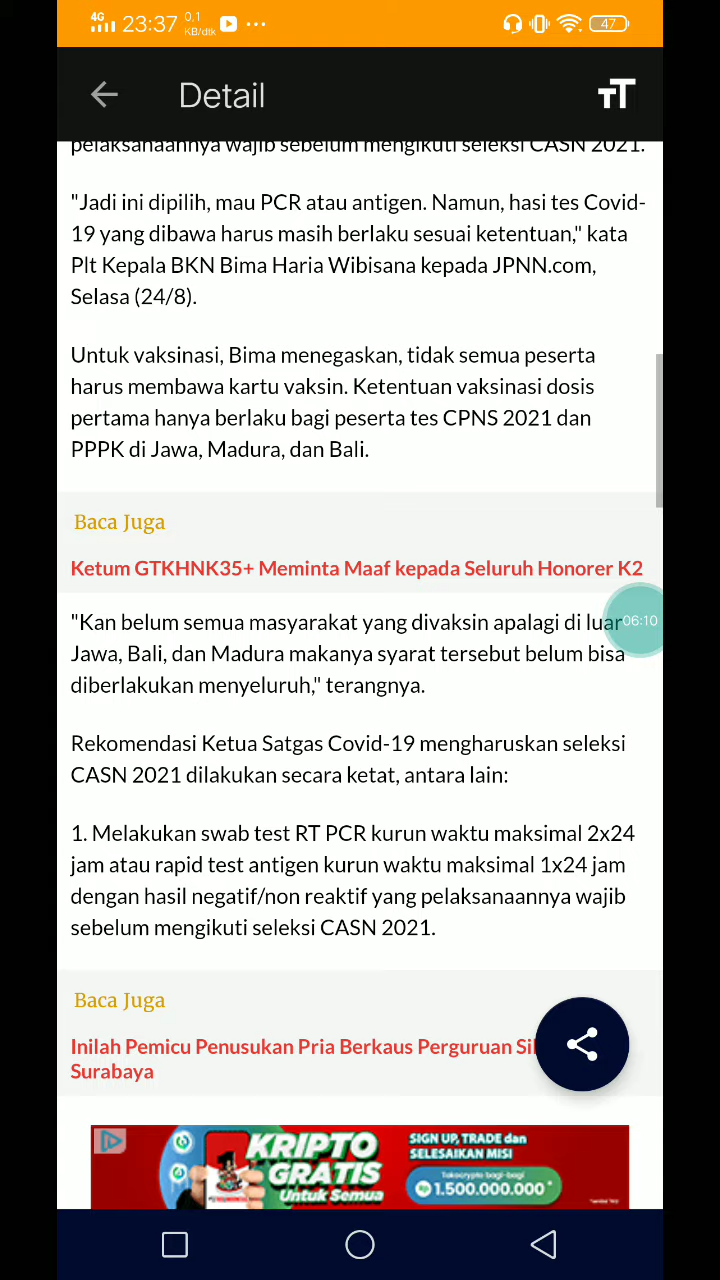 4G 23:37 0,1 KB/dtk ... 47
Detail
pelaksanaannya wajib sebelum mengikuti seleksi CASN 2021.
"Jadi ini dipilih, mau PCR atau antigen. Namun, hasi tes Covid-
19 yang dibawa harus masih berlaku sesuai ketentuan," kata
Plt Kepala BKN Bima Haria Wibisana kepada JPNN.com,
Selasa (24/8).
Untuk vaksinasi, Bima menegaskan, tidak semua peserta
harus membawa kartu vaksin. Ketentuan vaksinasi dosis
pertama hanya berlaku bagi peserta tes CPNS 2021 dan
PPPK di Jawa, Madura, dan Bali.
Baca Juga
Ketum GTKHNK35+ Meminta Maaf kepada Seluruh Honorer K2
"Kan belum semua masyarakat yang divaksin apalagi di luar
06:10
Jawa, Bali, dan Madura makanya syarat tersebut belum bisa
diberlakukan menyeluruh," terangnya.
Rekomendasi Ketua Satgas Covid-19 mengharuskan seleksi
CASN 2021 dilakukan secara ketat, antara lain:
1. Melakukan swab test RT PCR kurun waktu maksimal 2x24
jam atau rapid test antigen kurun waktu maksimal 1x24 jam
dengan hasil negatif/non reaktif yang pelaksanaannya wajib
sebelum mengikuti seleksi CASN 2021.
Baca Juga
Inilah Pemicu Penusukan Pria Berkaus Perguruan
Surabaya
KRIPTO
GRATIS
Untuk Semua
SIGN UP, TRADE dan
SELESAIKAN MISI
Tokocrypto bagi-bagi
1.500.000.000*